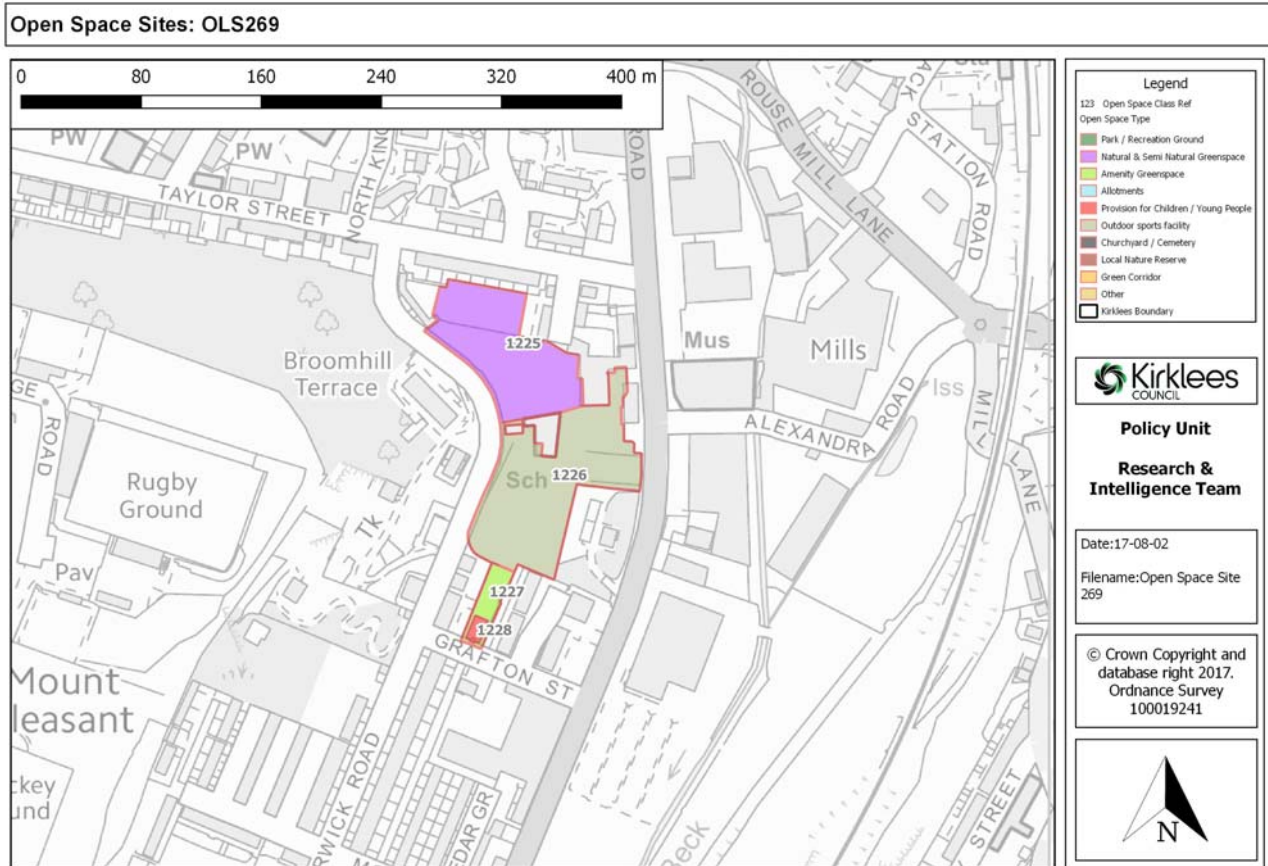 Open Space Sites: OLS269
0 80 160 240 320 400 m
PW
PW
TAYLOR STREET
NORTH KING
ROAD
ROUSE MILL LANE
STATION ROAD
1225
Mus
Mills
Broomhill
Terrace
ROAD
ALEXANDRA ROAD
Iss
MILL LANE
Rugby
Ground
Sch
1226
Tk
Pav
1227
1228
GRAFTON ST
Mount
leasant
RWICK ROAD
EDAR GR
ckey
und
Beck
STREET
Legend
123 Open Space Class Ref
Open Space Type
Park / Recreation Ground
Natural & Semi Natural Greenspace
Amenity Greenspace
Allotments
Provision for Children / Young People
Outdoor sports facility
Churchyard / Cemetery
Local Nature Reserve
Green Corridor
Other
Kirklees Boundary
Kirklees
COUNCIL
Policy Unit
Research &
Intelligence Team
Date:17-08-02
Filename:Open Space Site
269
© Crown Copyright and
database right 2017.
Ordnance Survey
100019241
N